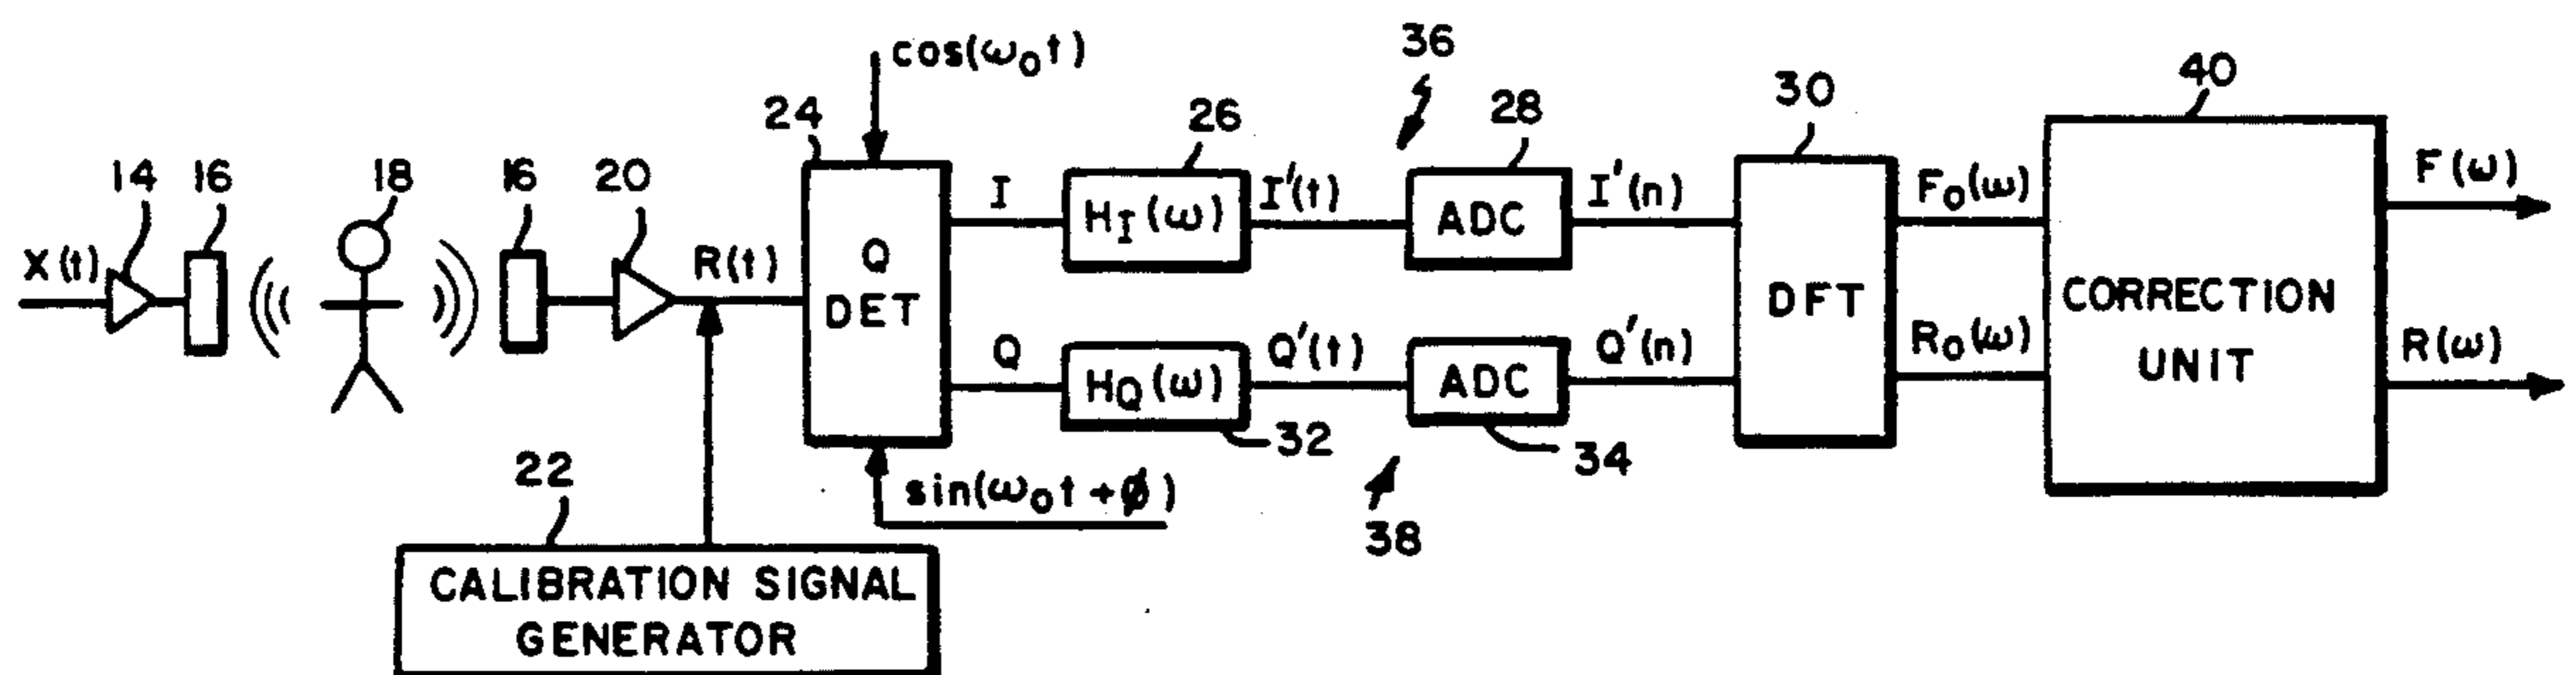 X(t)
14
16
18
16
20
R(t)
22
CALIBRATION SIGNAL
GENERATOR
24
cos(ω₀t)
Q
DET
sin(ω₀t + ϕ)
I
26
H_I(ω)
I′(t)
36
28
ADC
I′(n)
Q
H_Q(ω)
32
Q′(t)
ADC
34
Q′(n)
38
30
DFT
F₀(ω)
R₀(ω)
40
CORRECTION
UNIT
F(ω)
R(ω)